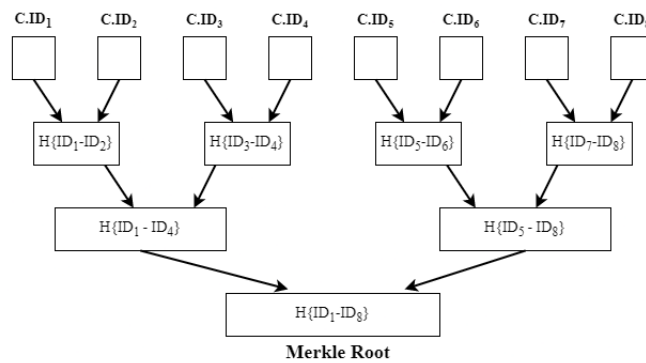 C.ID₁ C.ID₂ C.ID₃ C.ID₄ C.ID₅ C.ID₆ C.ID₇ C.ID
H{ID₁-ID₂} H{ID₃-ID₄} H{ID₅-ID₆} H{ID₇-ID₈}
H{ID₁ - ID₄} H{ID₅ - ID₈}
H{ID₁-ID₈}
Merkle Root